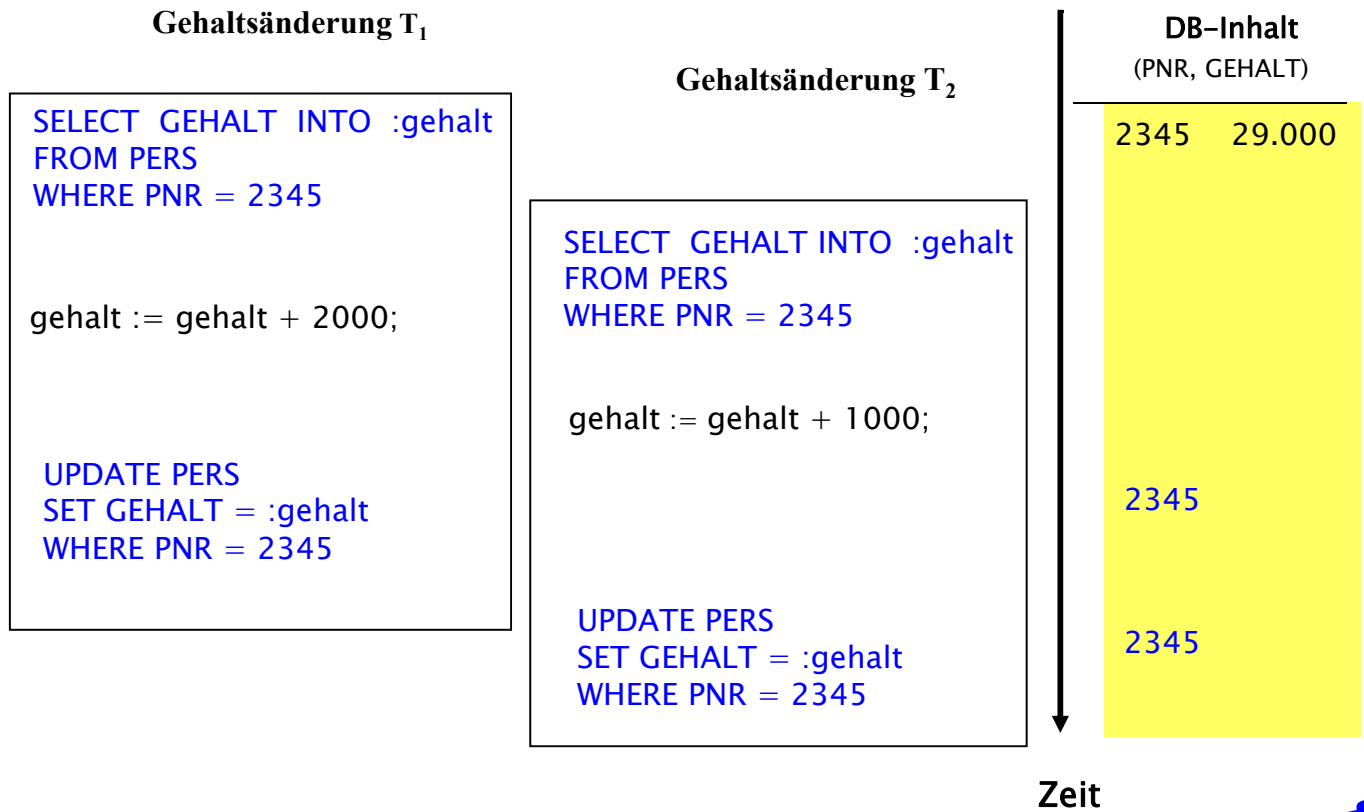 Gehaltsänderung T1
SELECT GEHALT INTO :gehalt
FROM PERS
WHERE PNR = 2345
gehalt := gehalt + 2000;
UPDATE PERS
SET GEHALT = :gehalt
WHERE PNR = 2345
Gehaltsänderung T2
SELECT GEHALT INTO :gehalt
FROM PERS
WHERE PNR = 2345
gehalt := gehalt + 1000;
UPDATE PERS
SET GEHALT = :gehalt
WHERE PNR = 2345
DB-Inhalt
(PNR, GEHALT)
2345 29.000
2345
2345
Zeit